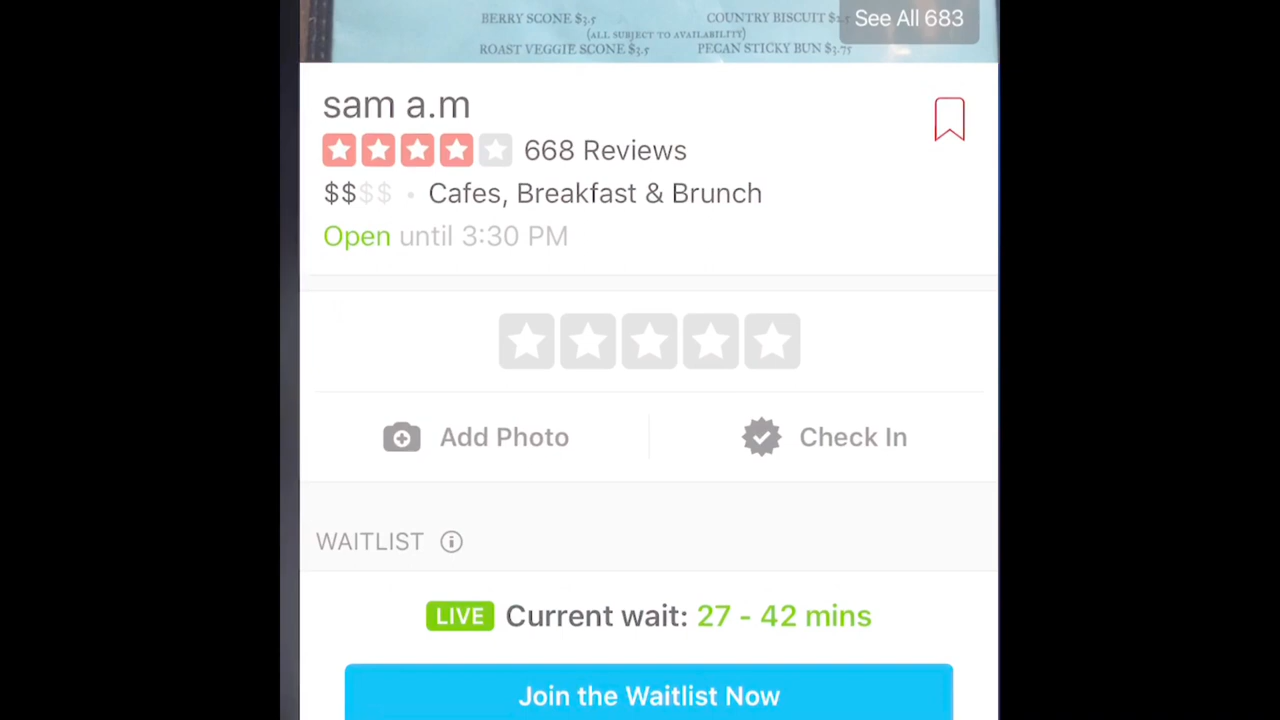 BERRY SCONE $3.5
COUNTRY BISCUIT $2.5
See All 683
(ALL SUBJECT TO AVAILABILITY)
ROAST VEGGIE SCONE $3.5
PECAN STICKY BUN $3.75
sam a.m
668 Reviews
$$$$ • Cafes, Breakfast & Brunch
Open until 3:30 PM
Add Photo
Check In
WAITLIST
LIVE Current wait: 27 - 42 mins
Join the Waitlist Now